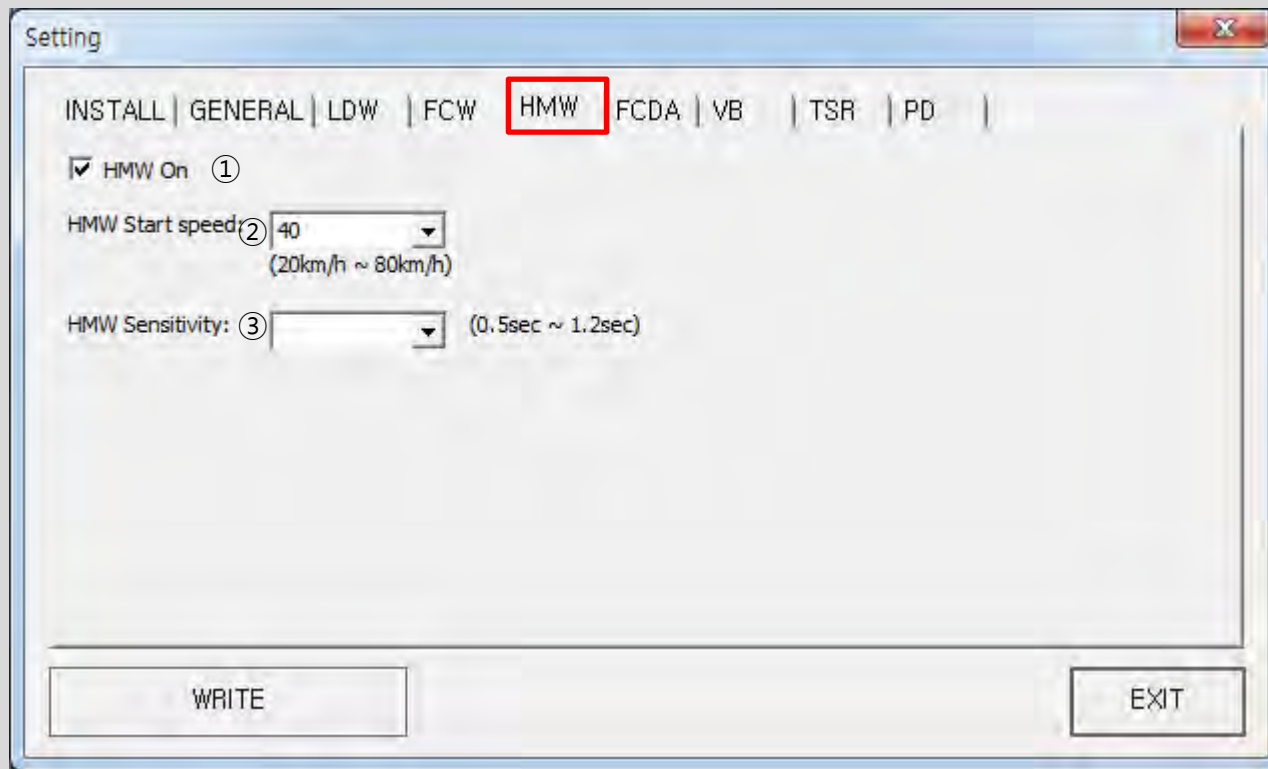 Setting
INSTALL | GENERAL | LDW | FCW HMW FCDA | VB | TSR | PD |
HMW On ①
HMW Start speed: ② 40
(20km/h ~ 80km/h)
HMW Sensitivity: ③ (0.5sec ~ 1.2sec)
WRITE EXIT